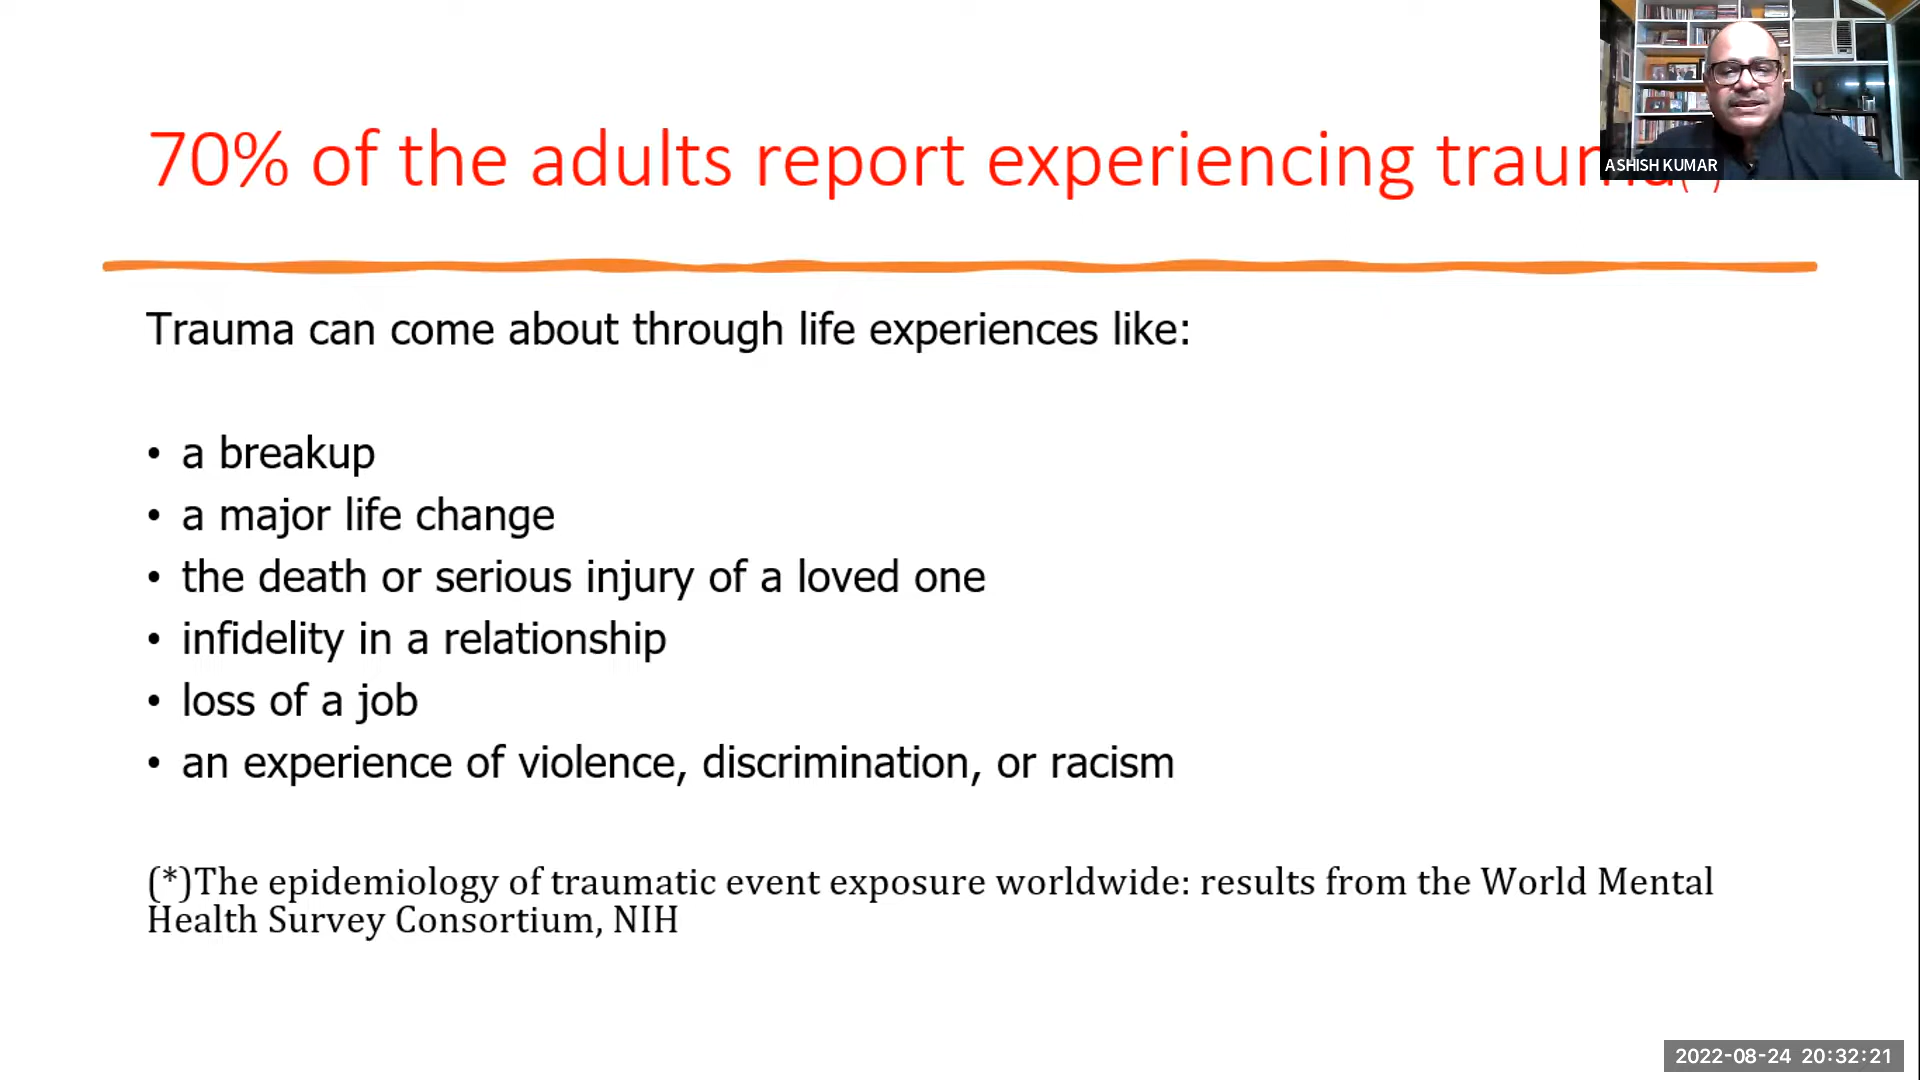 70% of the adults report experiencing
ASHISH KUMAR
Trauma can come about through life experiences like:
• a breakup
• a major life change
• the death or serious injury of a loved one
• infidelity in a relationship
• loss of a job
• an experience of violence, discrimination, or racism
(*)The epidemiology of traumatic event exposure worldwide: results from the World Mental
Health Survey Consortium, NIH
2022-08-24 20:32:21